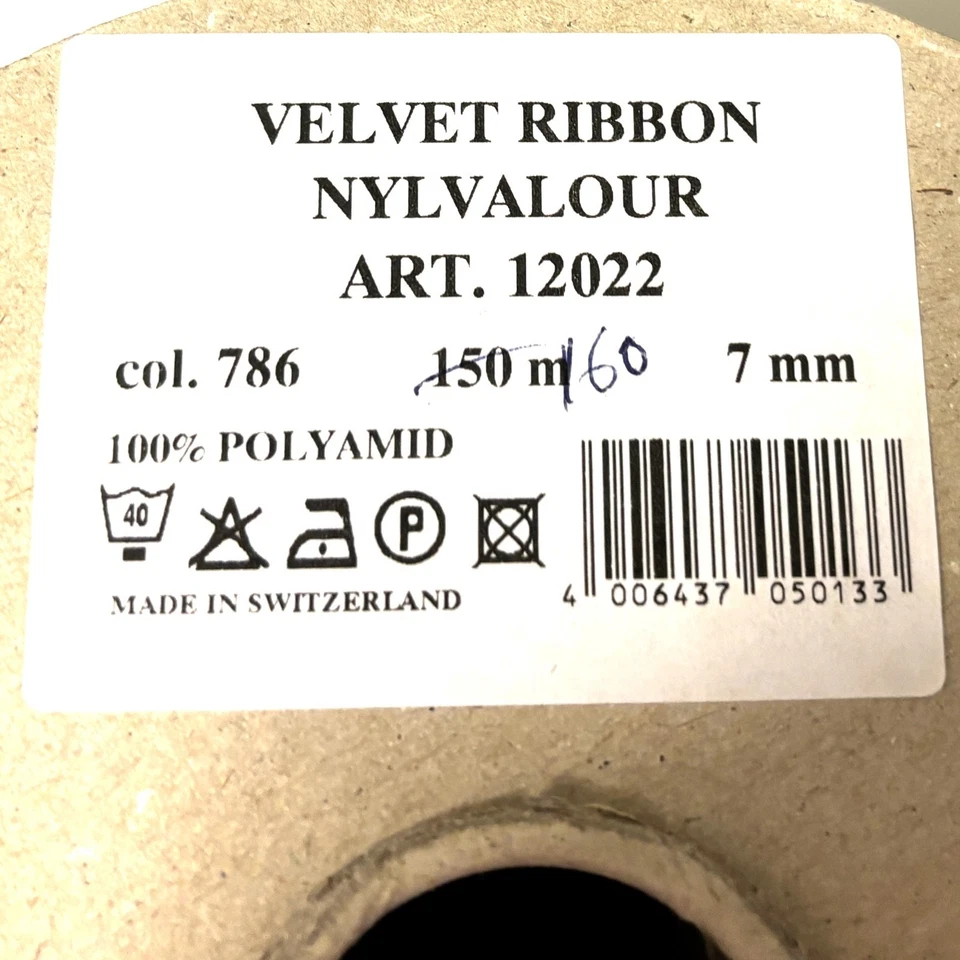 VELVET RIBBON
NYLVALOUR
ART. 12022
col. 786 150 m 160 7 mm
100% POLYAMID
40 P
MADE IN SWITZERLAND
4 006437 050133